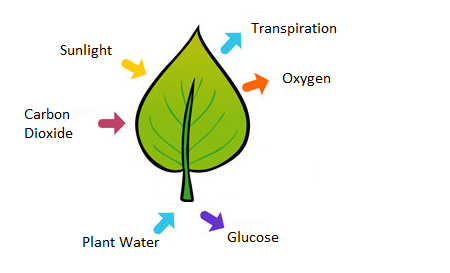 Transpiration
Sunlight
Oxygen
Carbon
Dioxide
Plant Water
Glucose